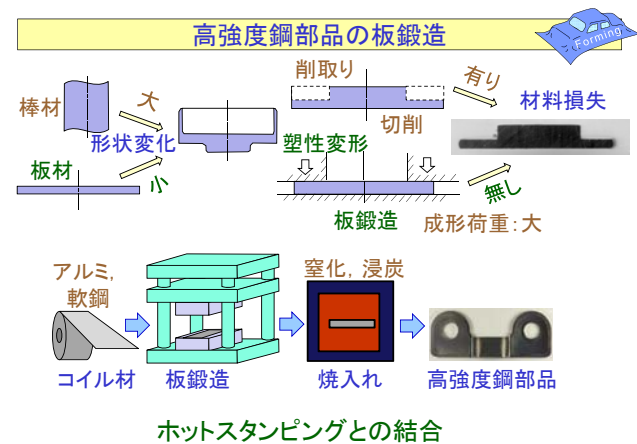 高強度鋼部品の板鍛造
Forming
棒材
大
形状変化
板材
小
削取り
切削
有り
材料損失
塑性変形
板鍛造
無し
成形荷重:大
アルミ,
軟鋼
窒化, 浸炭
コイル材
板鍛造
焼入れ
高強度鋼部品
ホットスタンピングとの結合